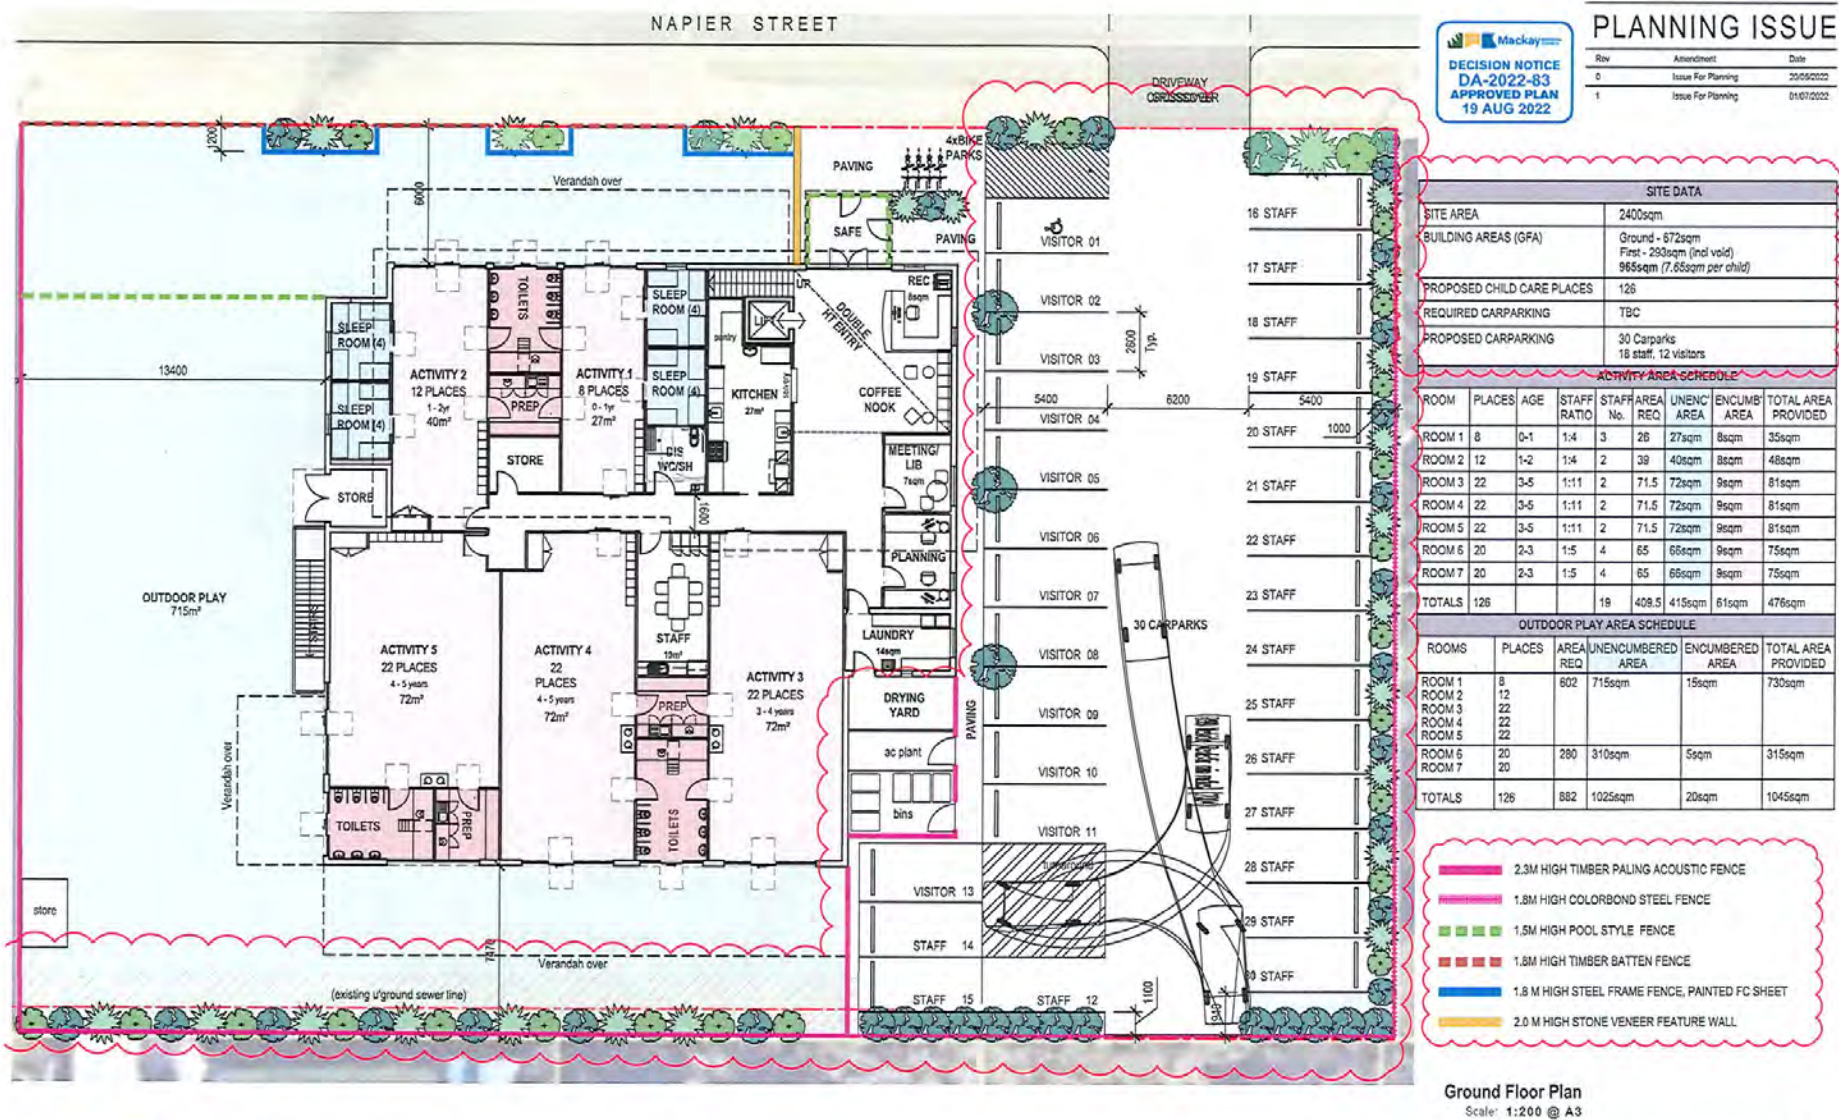 NAPIER STREET
DRIVEWAY
Mackay
DECISION NOTICE
DA-2022-83
APPROVED PLAN
19 AUG 2022
PLANNING ISSUE
Rev Amendment Date
0 Issue For Planning 20/05/2022
1 Issue For Planning 01/07/2022
1200
6000
Verandah over
PAVING
4xBIKE
PARKS
SAFE
PAVING
UP
REC
8sqm
LIFT
DOUBLE
HT ENTRY
SLEEP
ROOM (4)
SLEEP
ROOM (4)
TOILETS
SLEEP
ROOM (4)
SLEEP
ROOM (4)
13400
ACTIVITY 2
12 PLACES
1 - 2yr
40m²
PREP
ACTIVITY 1
8 PLACES
0 - 1yr
27m²
pantry
KITCHEN
27m²
COFFEE
NOOK
STORE
DIS
WC/SH
MEETING/
LIB
7sqm
STORE
1600
PLANNING
OUTDOOR PLAY
715m²
STAIRS
STAFF
19m²
LAUNDRY
14sqm
ACTIVITY 5
22 PLACES
4 - 5 years
72m²
ACTIVITY 4
22
PLACES
4 - 5 years
72m²
ACTIVITY 3
22 PLACES
3 - 4 years
72m²
PREP
DRYING
YARD
PAVING
ac plant
bins
Verandah over
TOILETS
PREP
TOILETS
store
7470
Verandah over
(existing u'ground sewer line)
VISITOR 01
VISITOR 02
VISITOR 03
2600
Typ.
5400
6200
5400
1000
VISITOR 04
VISITOR 05
VISITOR 06
VISITOR 07
VISITOR 08
VISITOR 09
VISITOR 10
VISITOR 11
turnaround
30 CARPARKS
VISITOR 13
STAFF 14
STAFF 15
STAFF 12
1100
940
16 STAFF
17 STAFF
18 STAFF
19 STAFF
20 STAFF
21 STAFF
22 STAFF
23 STAFF
24 STAFF
25 STAFF
26 STAFF
27 STAFF
28 STAFF
29 STAFF
30 STAFF
SITE DATA
SITE AREA 2400sqm
BUILDING AREAS (GFA) Ground - 672sqm
First - 293sqm (incl void)
965sqm (7.65sqm per child)
PROPOSED CHILD CARE PLACES 126
REQUIRED CARPARKING TBC
PROPOSED CARPARKING 30 Carparks
18 staff, 12 visitors
ACTIVITY AREA SCHEDULE
ROOM PLACES AGE STAFF STAFF AREA UNENC' ENCUMB' TOTAL AREA
RATIO No. REQ AREA AREA PROVIDED
ROOM 1 8 0-1 1:4 3 26 27sqm 8sqm 35sqm
ROOM 2 12 1-2 1:4 2 39 40sqm 8sqm 48sqm
ROOM 3 22 3-5 1:11 2 71.5 72sqm 9sqm 81sqm
ROOM 4 22 3-5 1:11 2 71.5 72sqm 9sqm 81sqm
ROOM 5 22 3-5 1:11 2 71.5 72sqm 9sqm 81sqm
ROOM 6 20 2-3 1:5 4 65 66sqm 9sqm 75sqm
ROOM 7 20 2-3 1:5 4 65 66sqm 9sqm 75sqm
TOTALS 126 19 409.5 415sqm 61sqm 476sqm
OUTDOOR PLAY AREA SCHEDULE
ROOMS PLACES AREA UNENCUMBERED ENCUMBERED TOTAL AREA
REQ AREA AREA PROVIDED
ROOM 1 8 602 715sqm 15sqm 730sqm
ROOM 2 12
ROOM 3 22
ROOM 4 22
ROOM 5 22
ROOM 6 20 280 310sqm 5sqm 315sqm
ROOM 7 20
TOTALS 126 882 1025sqm 20sqm 1045sqm
2.3M HIGH TIMBER PALING ACOUSTIC FENCE
1.8M HIGH COLORBOND STEEL FENCE
1.5M HIGH POOL STYLE FENCE
1.8M HIGH TIMBER BATTEN FENCE
1.8 M HIGH STEEL FRAME FENCE, PAINTED FC SHEET
2.0 M HIGH STONE VENEER FEATURE WALL
Ground Floor Plan
Scale: 1:200 @ A3